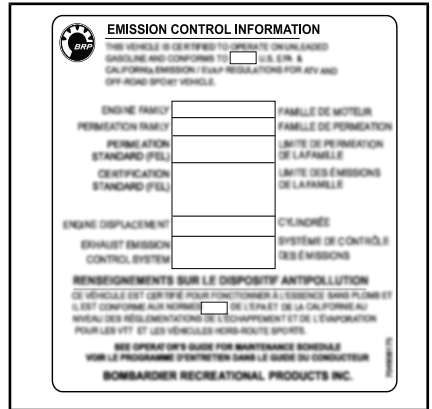 BRP
EMISSION CONTROL INFORMATION
THIS VEHICLE IS CERTIFIED TO OPERATE ON UNLEADED
GASOLINE AND CONFORMS TO U.S. EPA &
CALIFORNIA EMISSION / EVAP REGULATIONS FOR ATV AND
OFF-ROAD SPORT VEHICLE.
ENGINE FAMILY FAMILLE DE MOTEUR
PERMEATION FAMILY FAMILLE DE PERMEATION
PERMEATION LIMITE DE PERMEATION
STANDARD (FEL) DE LA FAMILLE
CERTIFICATION LIMITE DES ÉMISSIONS
STANDARD (FEL) DE LA FAMILLE
ENGINE DISPLACEMENT CYLINDRÉE
EXHAUST EMISSION SYSTÈME DE CONTRÔLE
CONTROL SYSTEM DES ÉMISSIONS
RENSEIGNEMENTS SUR LE DISPOSITIF ANTIPOLLUTION
CE VÉHICULE EST CERTIFIÉ POUR FONCTIONNER À L'ESSENCE SANS PLOMB ET
IL EST CONFORME AUX NORMES DE L'EPA ET DE LA CALIFORNIE AU
NIVEAU DES RÉGLEMENTATIONS DE L'ÉCHAPPEMENT ET DE L'ÉVAPORATION
POUR LES VTT ET LES VÉHICULES HORS-ROUTE SPORTS.
SEE OPERATOR'S GUIDE FOR MAINTENANCE SCHEDULE
VOIR LE PROGRAMME D'ENTRETIEN DANS LE GUIDE DU CONDUCTEUR
BOMBARDIER RECREATIONAL PRODUCTS INC.